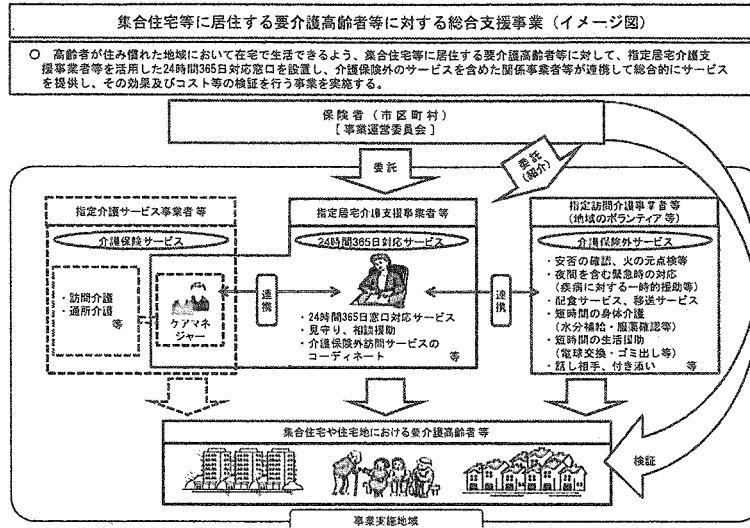 集合住宅等に居住する要介護高齢者等に対する総合支援事業（イメージ図）
○　高齢者が住み慣れた地域において在宅で生活できるよう、集合住宅等に居住する要介護高齢者等に対して、指定居宅介護支
援事業者等を活用した24時間365日対応窓口を設置し、介護保険外のサービスを含めた関係事業者等が連携して総合的にサービス
を提供し、その効果及びコスト等の検証を行う事業を実施する。
保険者（市区町村）
［事業運営委員会］
委託
委託
（紹介）
指定介護サービス事業者等
介護保険サービス
・訪問介護
・通所介護
等
ケアマネ
ジャー
連携
指定居宅介護支援事業者等
24時間365日対応サービス
・24時間365日窓口対応サービス
・見守り、相談援助
・介護保険外訪問サービスの
コーディネート　等
連携
指定訪問介護事業者等
（地域のボランティア等）
介護保険外サービス
・安否の確認、火の元点検等
・夜間を含む緊急時の対応
（疾病に対する一時的援助等）
・配食サービス、移送サービス
・短時間の身体介護
（水分補給・服薬確認等）
・短時間の生活援助
（電球交換・ゴミ出し等）
・話し相手、付き添い　等
集合住宅や住宅地における要介護高齢者等
検証
事業実施地域